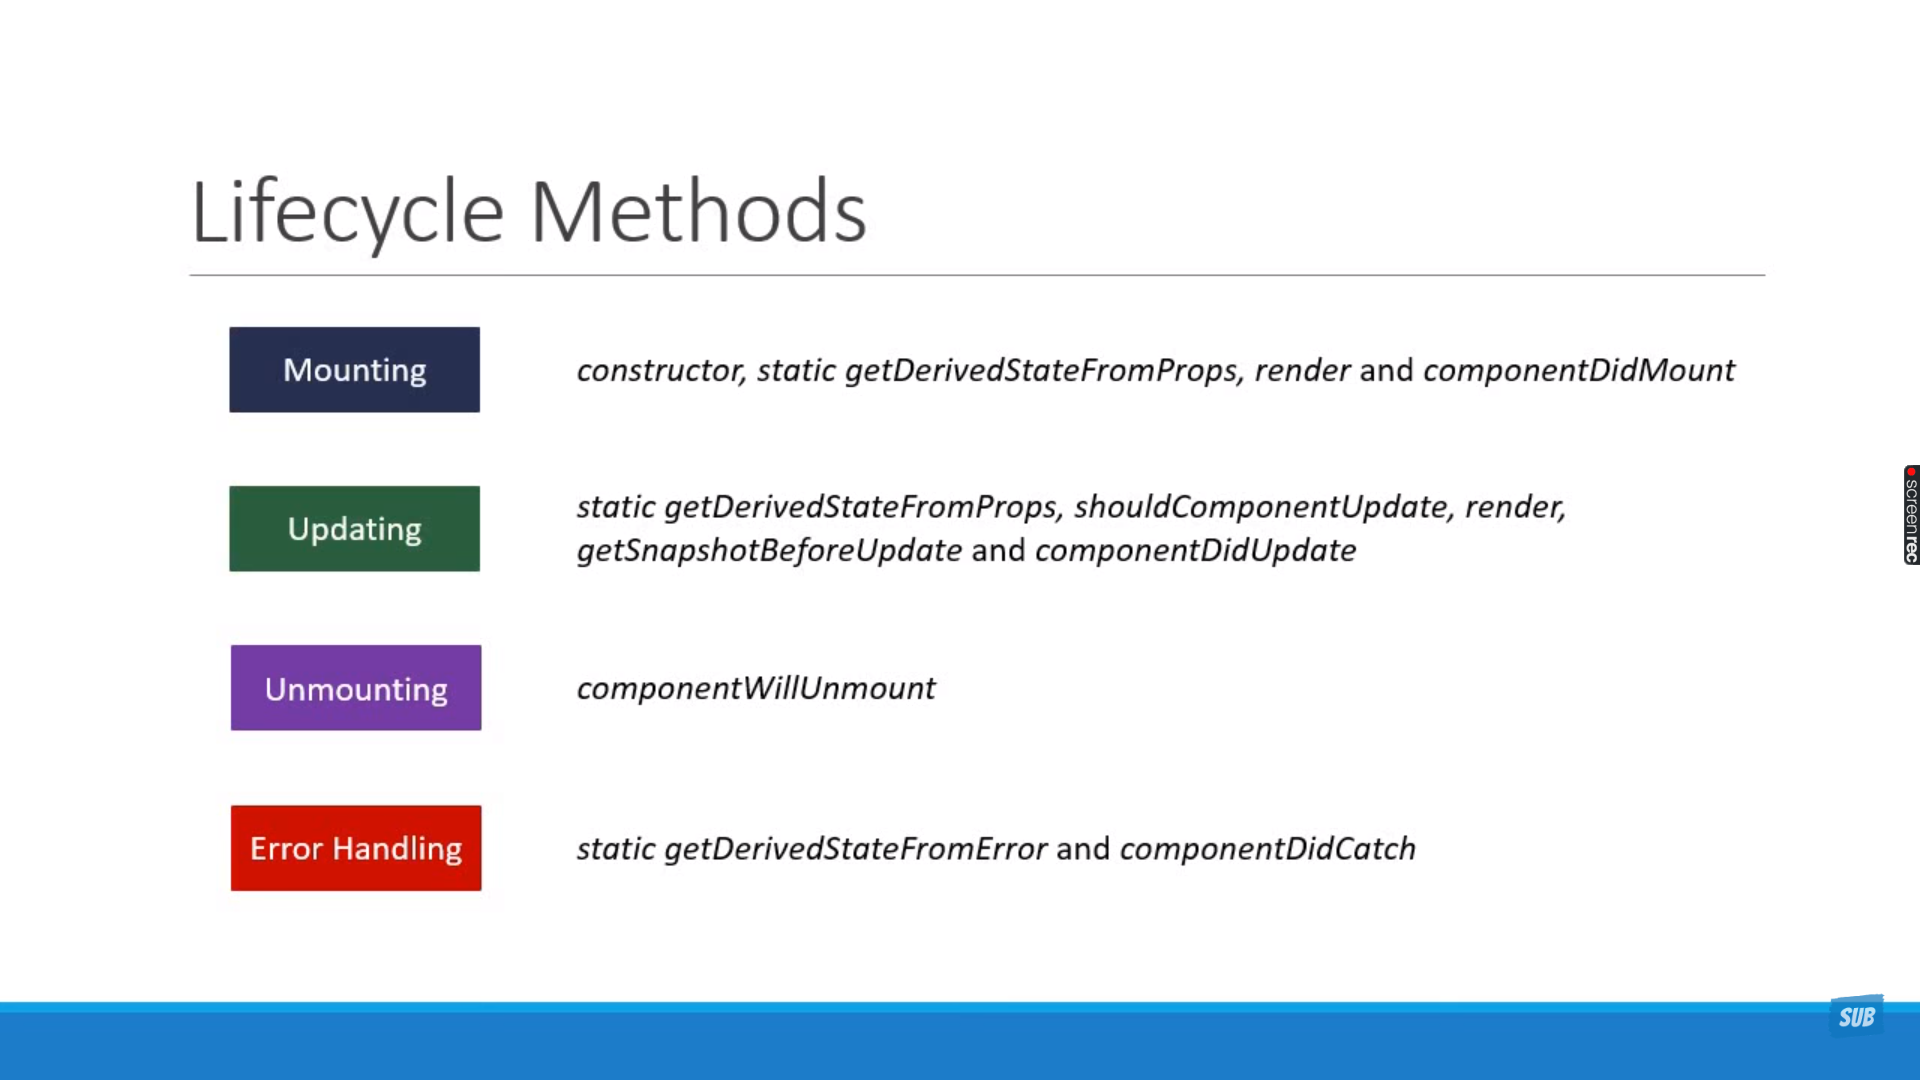 Lifecycle Methods
Mounting
constructor, static getDerivedStateFromProps, render and componentDidMount
Updating
static getDerivedStateFromProps, shouldComponentUpdate, render,
getSnapshotBeforeUpdate and componentDidUpdate
Unmounting
componentWillUnmount
Error Handling
static getDerivedStateFromError and componentDidCatch
screenrec
SUB